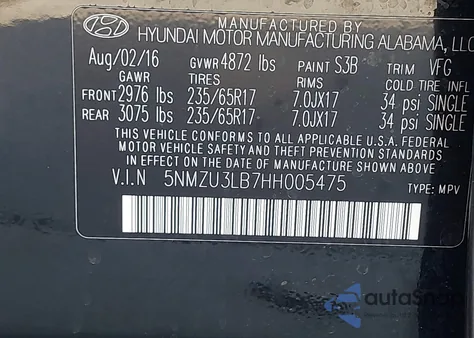 MANUFACTURED BY
HYUNDAI MOTOR MANUFACTURING ALABAMA, LLC
Aug/02/16 GVWR 4872 lbs PAINT S3B TRIM VFG
GAWR TIRES RIMS COLD TIRE INFL
FRONT 2976 lbs 235/65R17 7.0JX17 34 psi SINGLE
REAR 3075 lbs 235/65R17 7.0JX17 34 psi SINGLE
THIS VEHICLE CONFORMS TO ALL APPLICABLE U.S.A. FEDERAL
MOTOR VEHICLE SAFETY AND THEFT PREVENTION STANDARDS
IN EFFECT ON THE DATE OF MANUFACTURE SHOWN ABOVE
V.I.N 5NMZU3LB7HH005475 TYPE: MPV